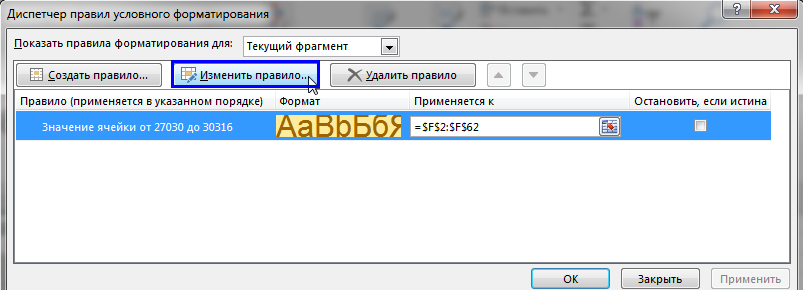 Диспетчер правил условного форматирования
Показать правила форматирования для: Текущий фрагмент
Создать правило... Изменить правило... Удалить правило
Правило (применяется в указанном порядке) Формат Применяется к Остановить, если истина
Значение ячейки от 27030 до 30316 АаВbБбЯ =$F$2:$F$62
ОК Закрыть Применить